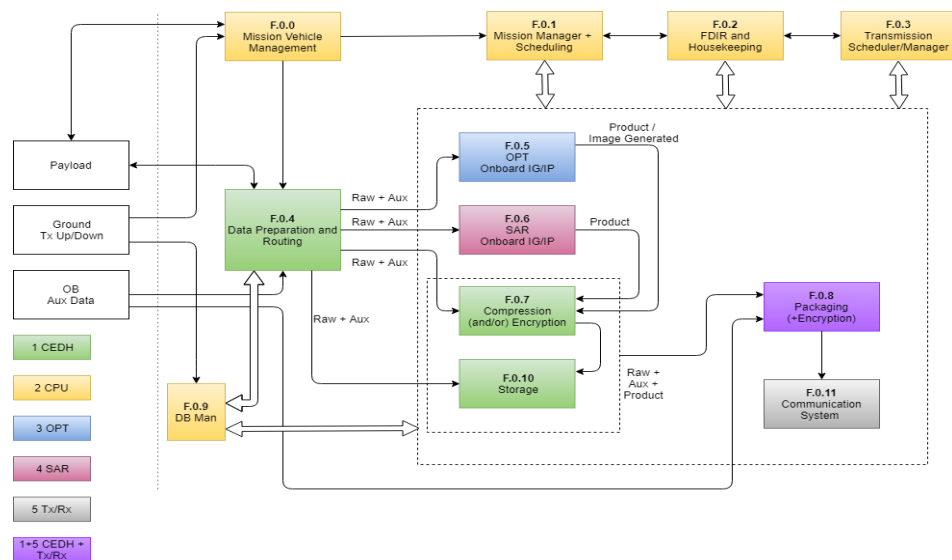 F.0.0
Mission Vehicle
Management
F.0.1
Mission Manager +
Scheduling
F.0.2
FDIR and
Housekeeping
F.0.3
Transmission
Scheduler/Manager
Product /
Image Generated
F.0.5
OPT
Onboard IG/IP
Payload
Raw + Aux
F.0.4
Data Preparation and
Routing
Ground
Tx Up/Down
Raw + Aux
F.0.6
SAR
Onboard IG/IP
Product
Raw + Aux
OB
Aux Data
F.0.7
Compression
(and/or) Encryption
F.0.8
Packaging
(+Encryption)
Raw + Aux
1 CEDH
F.0.10
Storage
Raw +
Aux +
Product
2 CPU
F.0.9
DB Man
F.0.11
Communication
System
3 OPT
4 SAR
5 Tx/Rx
1+5 CEDH +
Tx/Rx